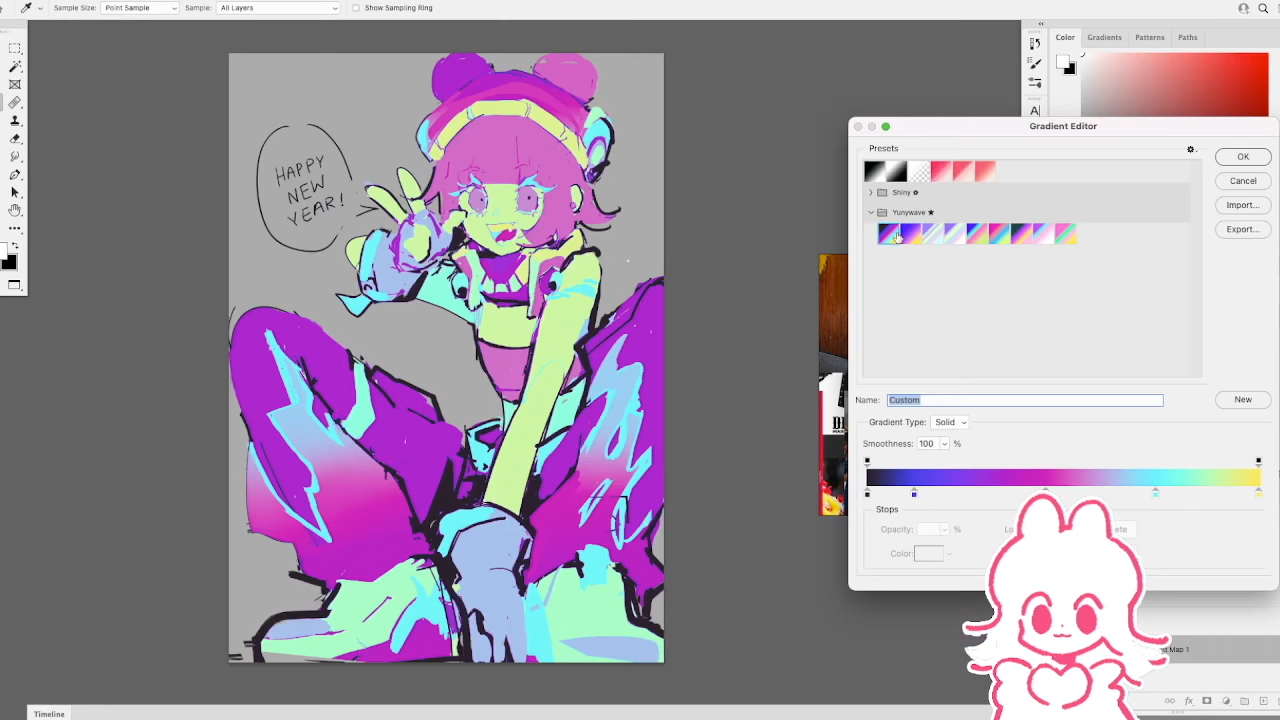 Sample Size: Point Sample Sample: All Layers Show Sampling Ring
Color Gradients Patterns Paths
Gradient Editor
Presets
OK
Shiny ✿
Cancel
Import...
Yunywave ★
Export...
HAPPY
NEW
YEAR!
Name: Custom
New
Gradient Type: Solid
Smoothness: 100 %
Stops
Opacity: %
Color:
Map 1
Timeline